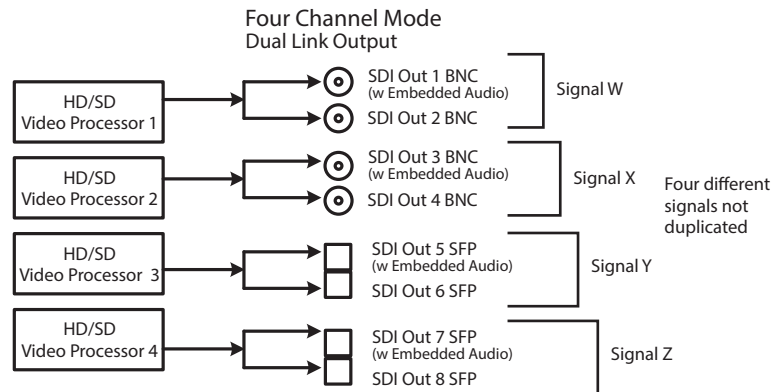 Four Channel Mode
Dual Link Output
HD/SD
Video Processor 1
SDI Out 1 BNC
(w Embedded Audio)
SDI Out 2 BNC
Signal W
HD/SD
Video Processor 2
SDI Out 3 BNC
(w Embedded Audio)
SDI Out 4 BNC
Signal X
Four different
signals not
duplicated
HD/SD
Video Processor 3
SDI Out 5 SFP
(w Embedded Audio)
SDI Out 6 SFP
Signal Y
HD/SD
Video Processor 4
SDI Out 7 SFP
(w Embedded Audio)
SDI Out 8 SFP
Signal Z